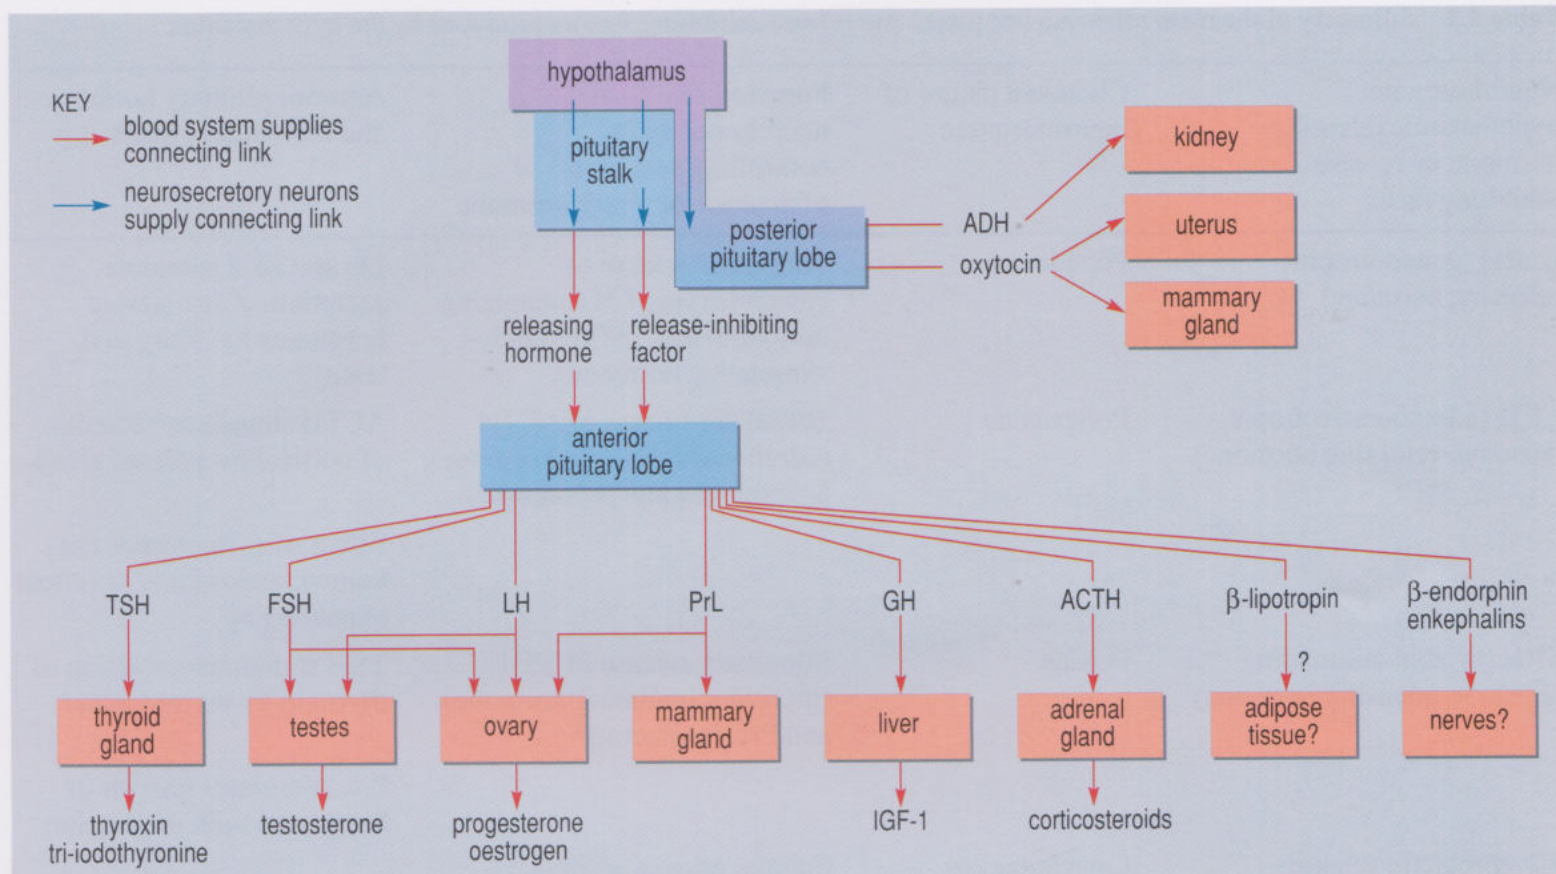 hypothalamus
KEY
blood system supplies
connecting link
neurosecretory neurons
supply connecting link
pituitary
stalk
posterior
pituitary lobe
ADH
oxytocin
kidney
uterus
mammary
gland
releasing
hormone
release-inhibiting
factor
anterior
pituitary lobe
TSH
FSH
LH
PrL
GH
ACTH
β-lipotropin
β-endorphin
enkephalins
?
thyroid
gland
testes
ovary
mammary
gland
liver
adrenal
gland
adipose
tissue?
nerves?
thyroxin
tri-iodothyronine
testosterone
progesterone
oestrogen
IGF-1
corticosteroids